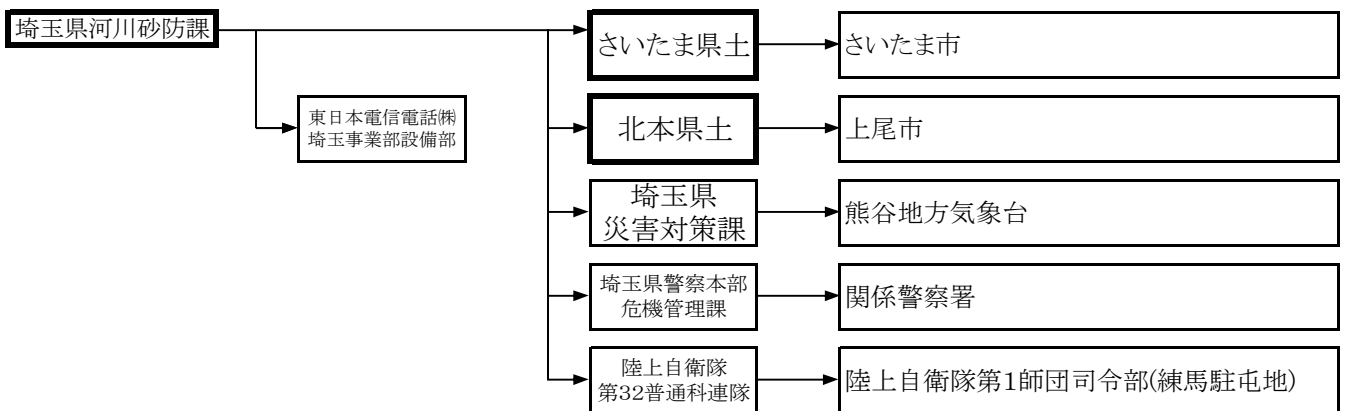 埼玉県河川砂防課
さいたま県土
さいたま市
東日本電信電話㈱
埼玉事業部設備部
北本県土
上尾市
埼玉県
災害対策課
熊谷地方気象台
埼玉県警察本部
危機管理課
関係警察署
陸上自衛隊
第32普通科連隊
陸上自衛隊第1師団司令部(練馬駐屯地)